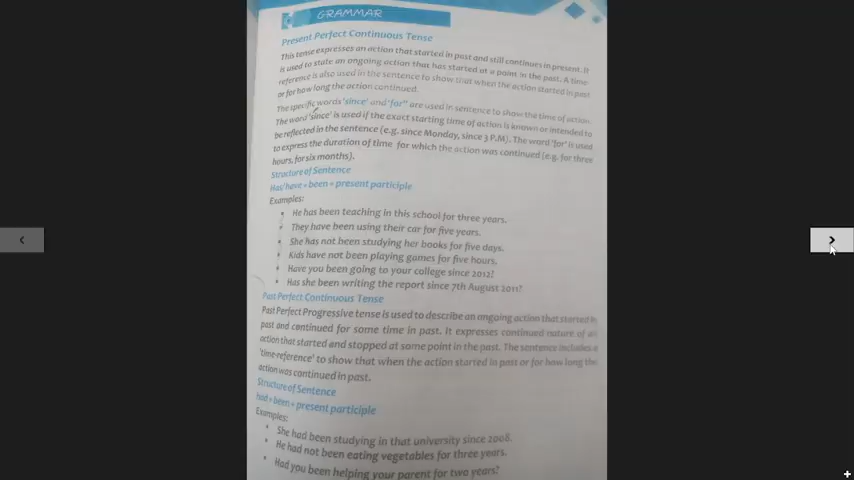 GRAMMAR
Present Perfect Continuous Tense
This tense expresses an action that started in past and still continues in present. It
is used to state an ongoing action that has started at a point in the past. A time
reference is also used in the sentence to show that when the action started in past
or for how long the action continued.
The specific words 'since' and 'for" are used in sentence to show the time of action.
The word 'since' is used if the exact starting time of action is known or intended to
be reflected in the sentence (e.g. since Monday, since 3 P.M). The word 'for' is used
to express the duration of time for which the action was continued (e.g. for three
hours, for six months).
Structure of Sentence
Has/have + been + present participle
Examples:
• He has been teaching in this school for three years.
• They have been using their car for five years.
• She has not been studying her books for five days.
• Kids have not been playing games for five hours.
• Have you been going to your college since 2012?
• Has she been writing the report since 7th August 2011?
Past Perfect Continuous Tense
Past Perfect Progressive tense is used to describe an ongoing action that started in
past and continued for some time in past. It expresses continued nature of an
action that started and stopped at some point in the past. The sentence includes a
'time-reference' to show that when the action started in past or for how long the
action was continued in past.
Structure of Sentence
had + been + present participle
Examples:
• She had been studying in that university since 2008.
• He had not been eating vegetables for three years.
• Had you been helping your parent for two years?